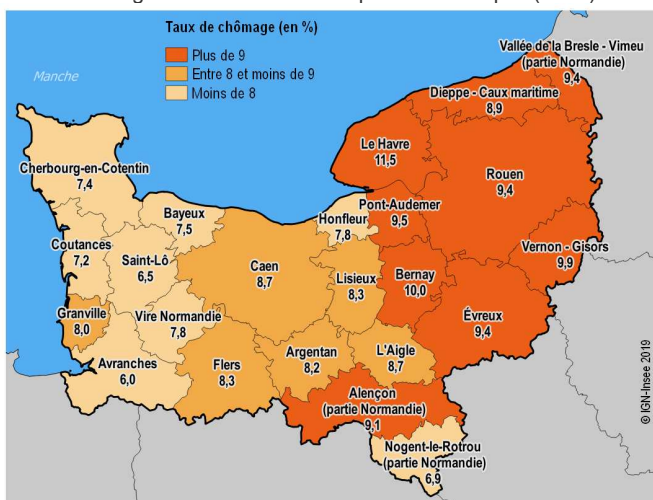 Taux de chômage (en %)
Plus de 9
Entre 8 et moins de 9
Moins de 8
Manche
Vallée de la Bresle - Vimeu
(partie Normandie)
9,4
Dieppe - Caux maritime
8,9
Le Havre
11,5
Rouen
9,4
Cherbourg-en-Cotentin
7,4
Pont-Audemer
9,5
Bayeux
7,5
Honfleur
7,8
Coutances
7,2
Saint-Lô
6,5
Caen
8,7
Lisieux
8,3
Bernay
10,0
Vernon - Gisors
9,9
Granville
8,0
Vire Normandie
7,8
Évreux
9,4
Avranches
6,0
Flers
8,3
Argentan
8,2
L'Aigle
8,7
Alençon
(partie Normandie)
9,1
Nogent-le-Rotrou
(partie Normandie)
6,9
© IGN-Insee 2019